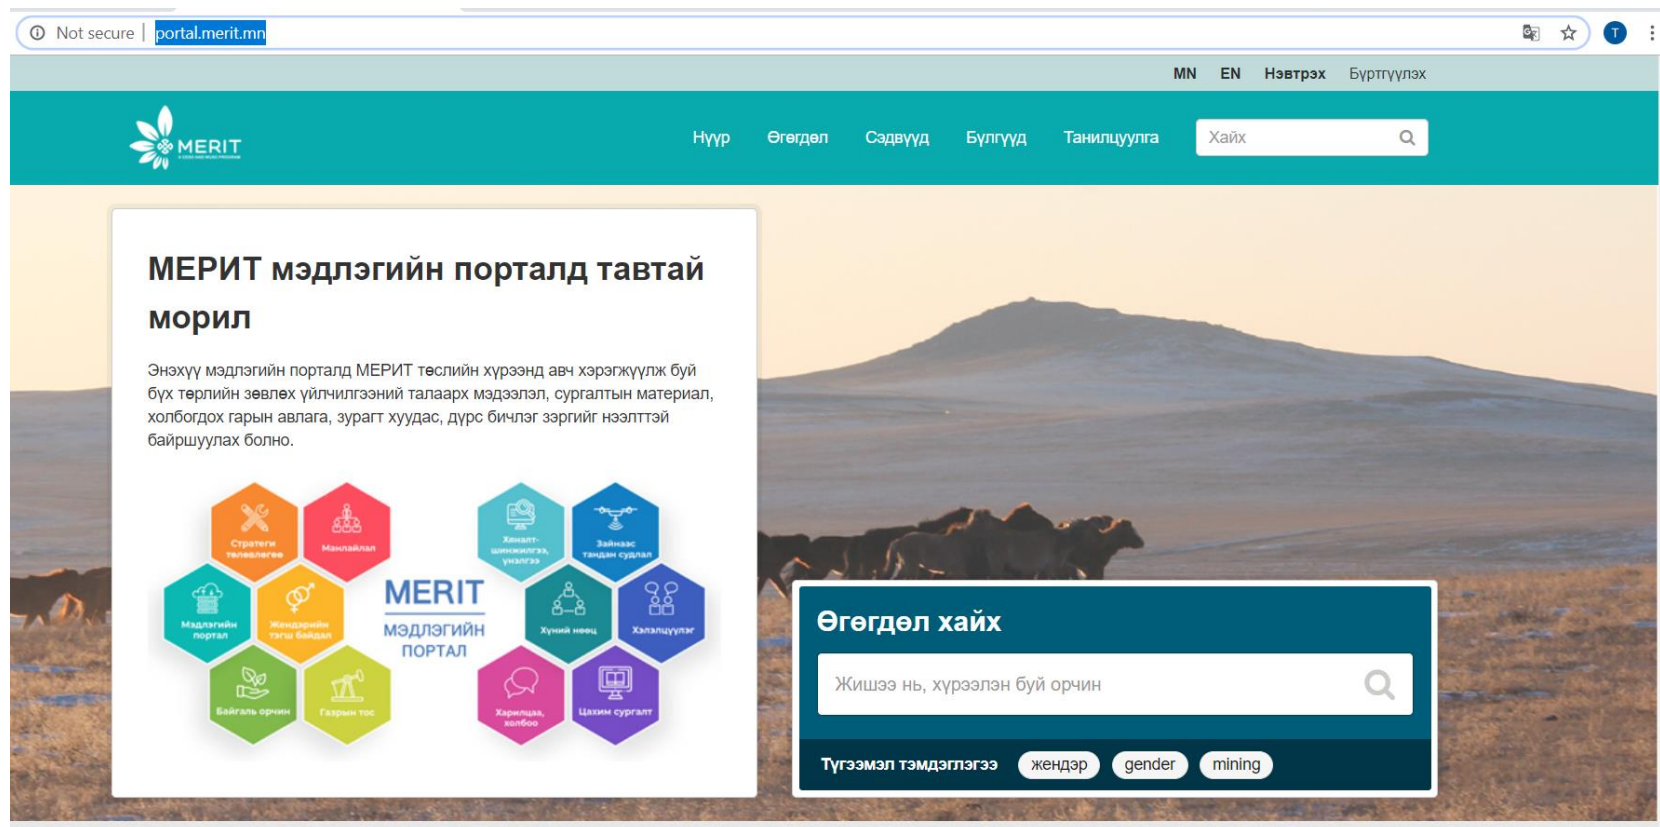 Not secure | portal.merit.mn
T
MN EN Нэвтрэх Бүртгүүлэх
MERIT
Нүүр Өгөгдөл Сэдвүүд Бүлгүүд Танилцуулга Хайх
МЕРИТ мэдлэгийн порталд тавтай
морил
Энэхүү мэдлэгийн порталд МЕРИТ төслийн хүрээнд авч хэрэгжүүлж буй
бүх төрлийн зөвлөх үйлчилгээний талаарх мэдээлэл, сургалтын материал,
холбогдох гарын авлага, зурагт хуудас, дүрс бичлэг зэргийг нээлттэй
байршуулах болно.
Стратеги
төлөвлөгөө
Манлайлал
Хяналт-
шинжилгээ,
үнэлгээ
Зайнаас
тандан судлал
Мэдлэгийн
портал
Жендэрийн
тэгш байдал
MERIT
МЭДЛЭГИЙН
ПОРТАЛ
Хүний нөөц
Хэлэлцүүлэг
Байгаль орчин
Газрын тос
Харилцаа,
холбоо
Цахим сургалт
Өгөгдөл хайх
Жишээ нь, хүрээлэн буй орчин
Түгээмэл тэмдэглэгээ жендэр gender mining